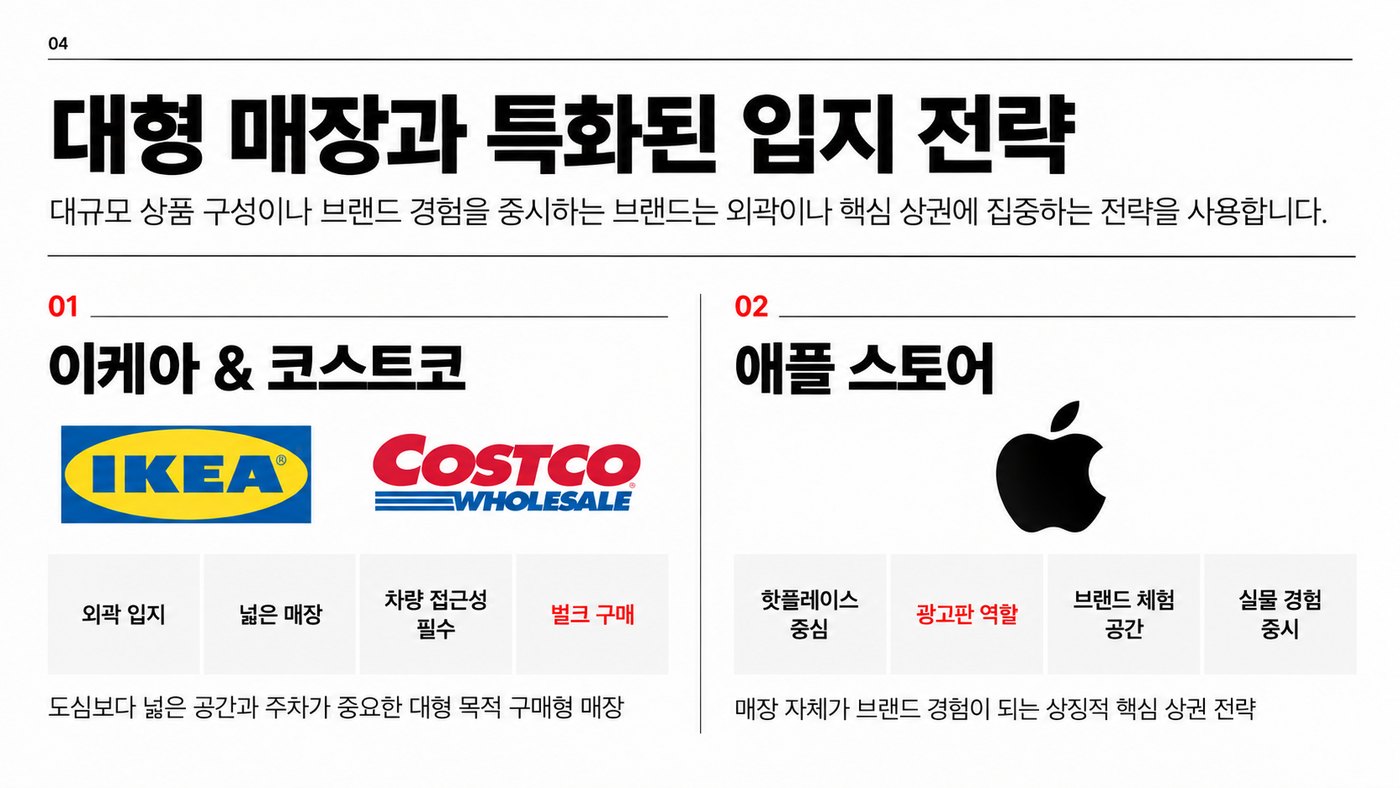 04
대형 매장과 특화된 입지 전략
대규모 상품 구성이나 브랜드 경험을 중시하는 브랜드는 외곽이나 핵심 상권에 집중하는 전략을 사용합니다.
01
이케아 & 코스트코
IKEA®
COSTCO®
WHOLESALE
외곽 입지
넓은 매장
차량 접근성
필수
벌크 구매
도심보다 넓은 공간과 주차가 중요한 대형 목적 구매형 매장
02
애플 스토어
핫플레이스
중심
광고판 역할
브랜드 체험
공간
실물 경험
중시
매장 자체가 브랜드 경험이 되는 상징적 핵심 상권 전략